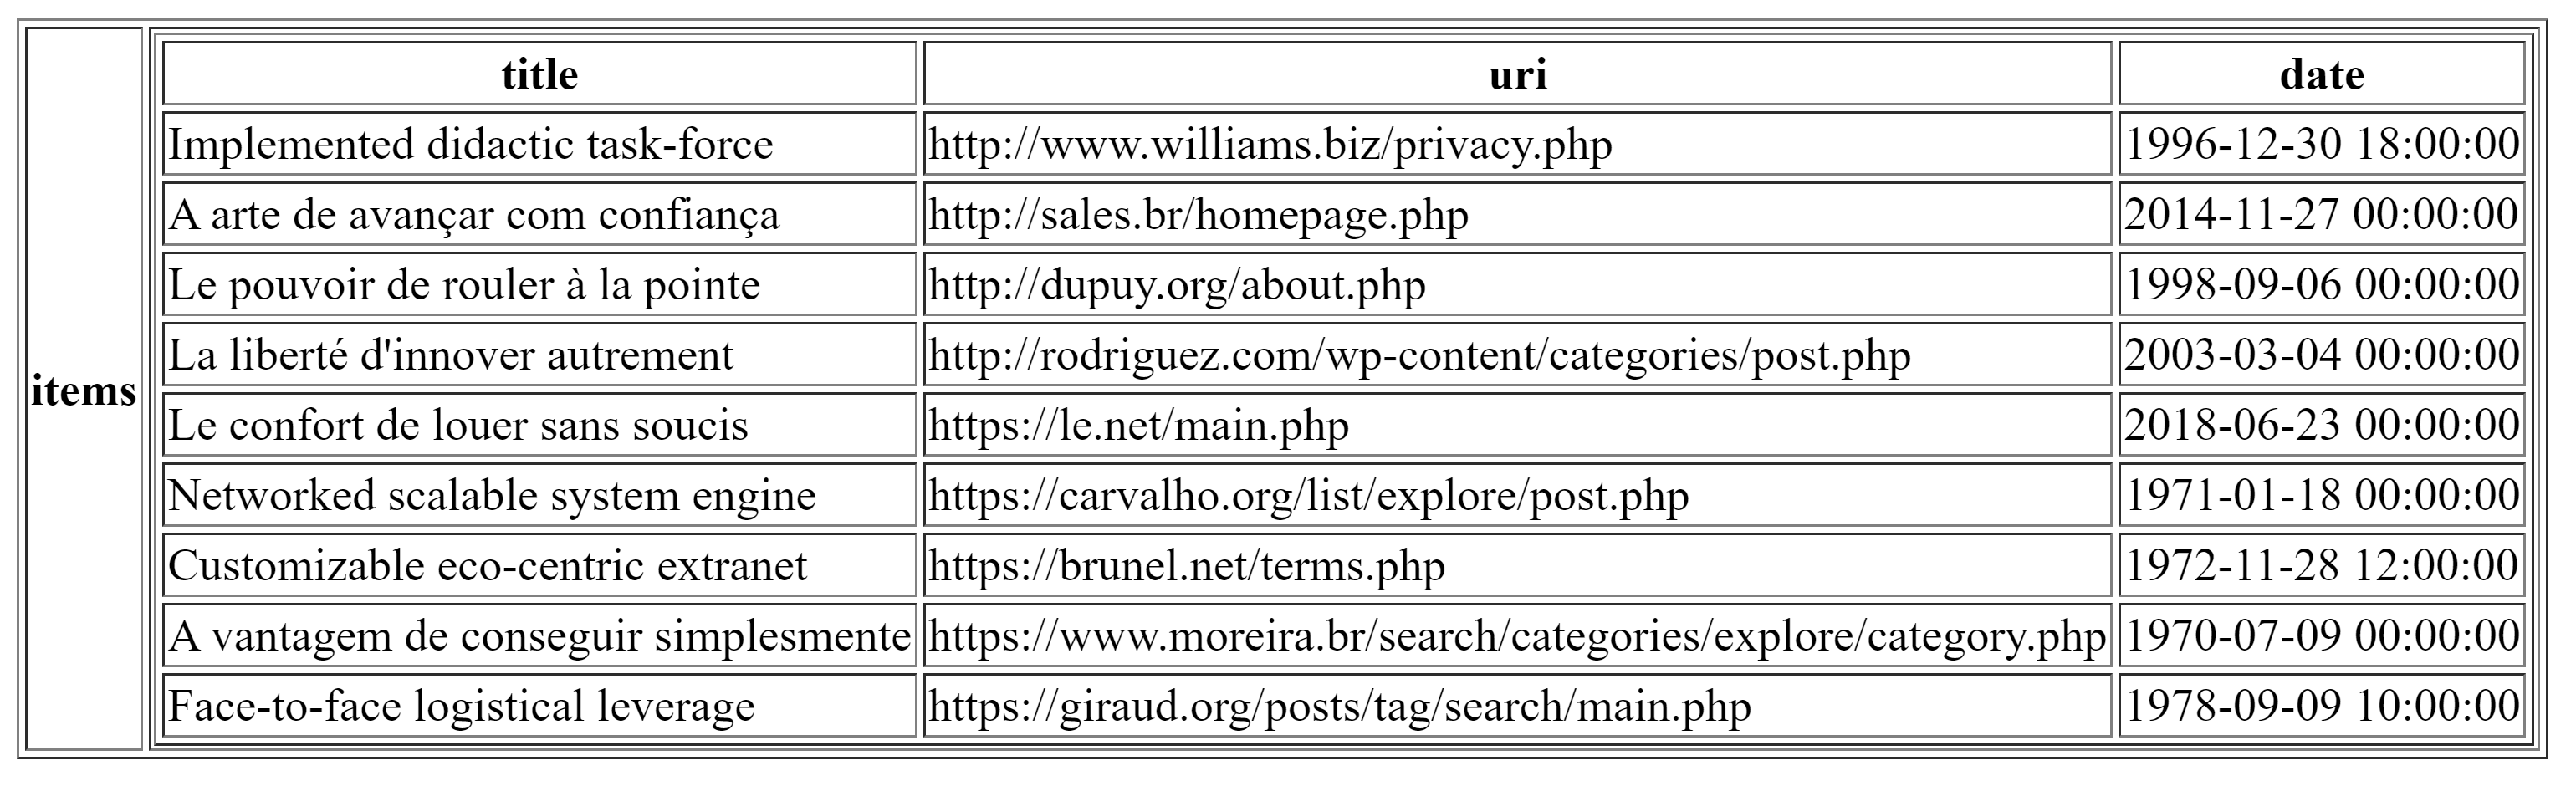 title uri date
Implemented didactic task-force http://www.williams.biz/privacy.php 1996-12-30 18:00:00
A arte de avançar com confiança http://sales.br/homepage.php 2014-11-27 00:00:00
Le pouvoir de rouler à la pointe http://dupuy.org/about.php 1998-09-06 00:00:00
La liberté d'innover autrement http://rodriguez.com/wp-content/categories/post.php 2003-03-04 00:00:00
items
Le confort de louer sans soucis https://le.net/main.php 2018-06-23 00:00:00
Networked scalable system engine https://carvalho.org/list/explore/post.php 1971-01-18 00:00:00
Customizable eco-centric extranet https://brunel.net/terms.php 1972-11-28 12:00:00
A vantagem de conseguir simplesmente https://www.moreira.br/search/categories/explore/category.php 1970-07-09 00:00:00
Face-to-face logistical leverage https://giraud.org/posts/tag/search/main.php 1978-09-09 10:00:00